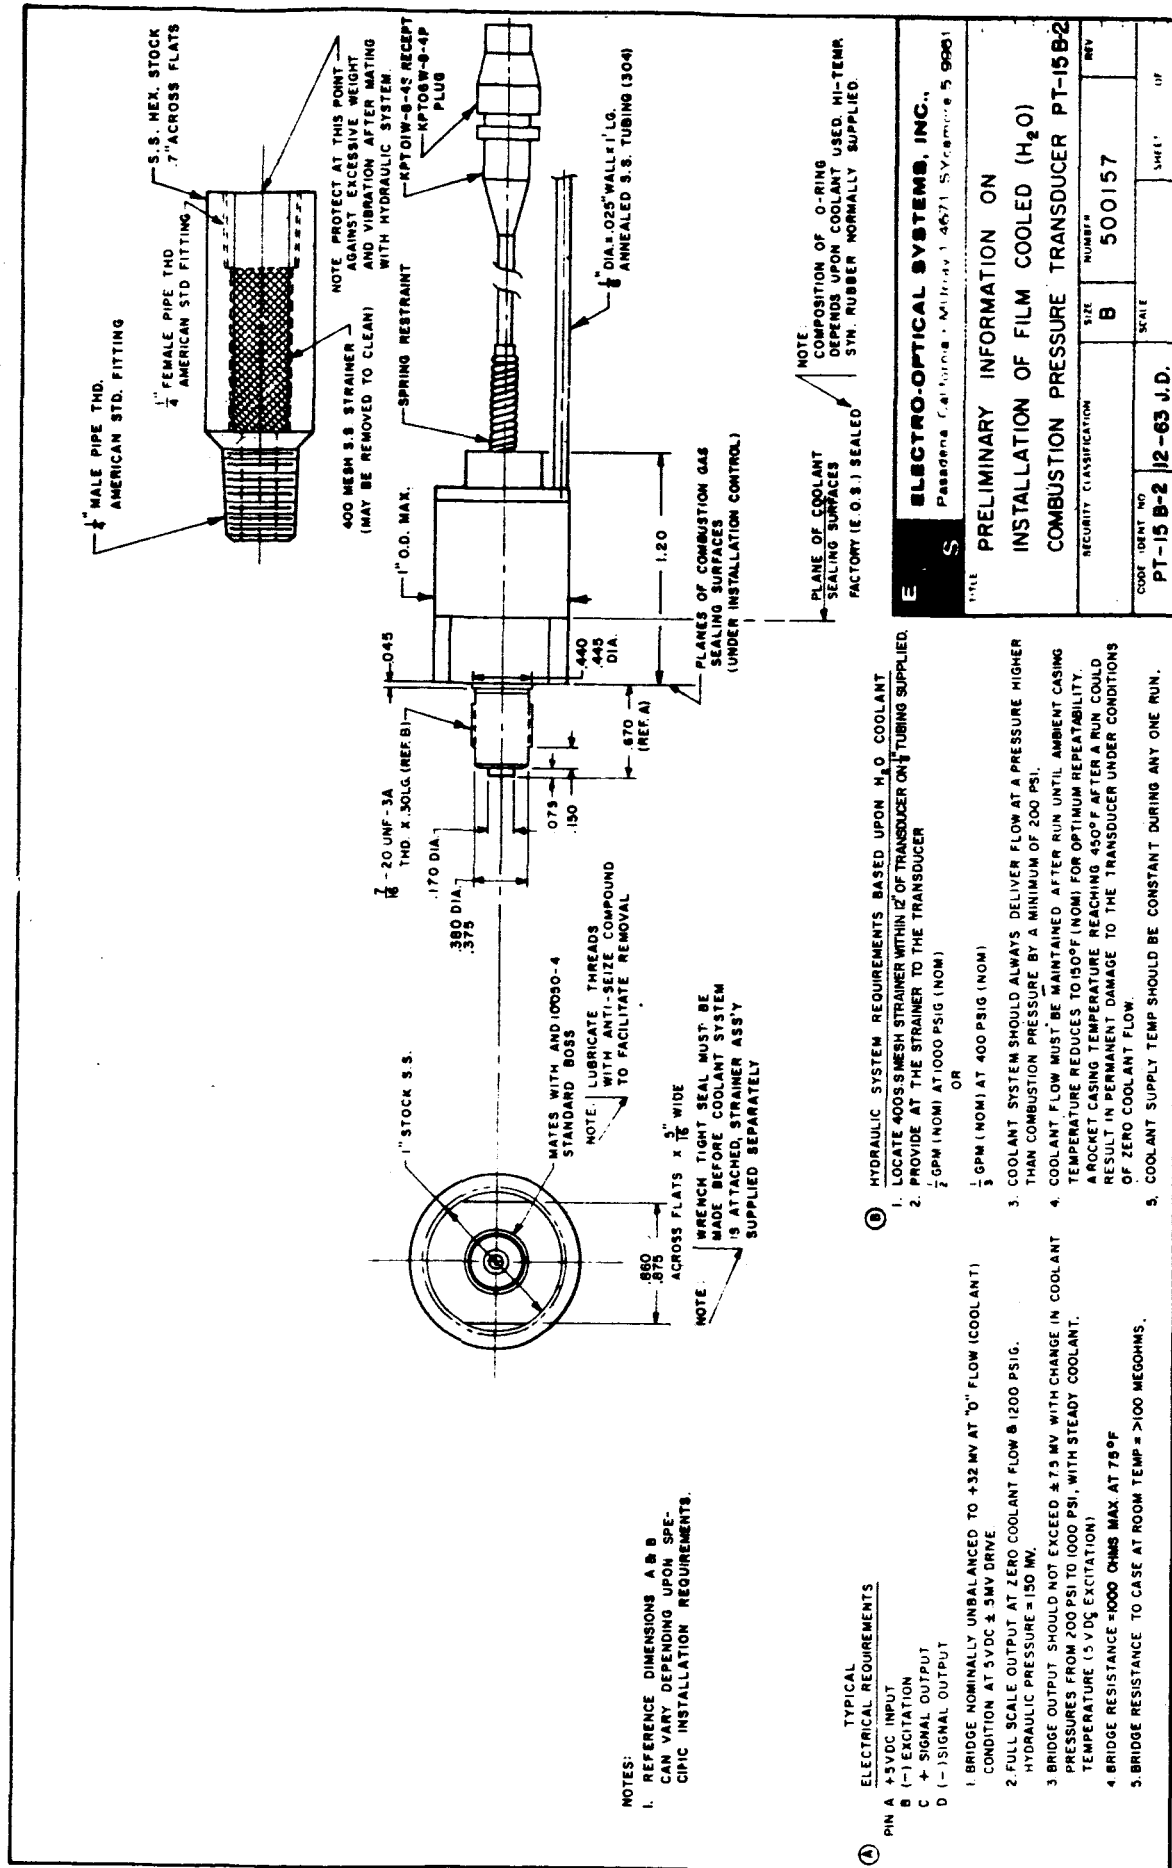 1/4" MALE PIPE THD.
AMERICAN STD. FITTING
S.S. HEX. STOCK
.7" ACROSS FLATS
1/4" FEMALE PIPE THD
AMERICAN STD FITTING
400 MESH S.S STRAINER
(MAY BE REMOVED TO CLEAN)
NOTE PROTECT AT THIS POINT
AGAINST EXCESSIVE WEIGHT
AND VIBRATION AFTER MATING
WITH HYDRAULIC SYSTEM.
KPT01W-8-4S RECEPT
KPT06W-8-4P
PLUG
SPRING RESTRAINT
1" O.D. MAX.
1/8" DIA. x .025" WALL x 1' LG.
ANNEALED S.S. TUBING (304)
.045
7/16 - 20 UNF - 3A
THD. X .50LG. (REF. B)
.170 DIA.
.380 DIA.
.375
.440
.445
DIA.
.075
.150
.670
(REF. A)
1.20
PLANES OF COMBUSTION GAS
SEALING SURFACES
(UNDER INSTALLATION CONTROL)
PLANE OF COOLANT
SEALING SURFACES
FACTORY (E.O.S.) SEALED
NOTE:
COMPOSITION OF O-RING
DEPENDS UPON COOLANT USED. HI-TEMP.
SYN. RUBBER NORMALLY SUPPLIED.
1" STOCK S.S.
MATES WITH AND 10050-4
STANDARD BOSS
NOTE: LUBRICATE THREADS
WITH ANTI-SEIZE COMPOUND
TO FACILITATE REMOVAL
.860
.875
ACROSS FLATS x 5/16" WIDE
NOTE: WRENCH TIGHT SEAL MUST BE
MADE BEFORE COOLANT SYSTEM
IS ATTACHED, STRAINER ASS'Y
SUPPLIED SEPARATELY
NOTES:
1. REFERENCE DIMENSIONS A & B
CAN VARY DEPENDING UPON SPE-
CIFIC INSTALLATION REQUIREMENTS.
A
TYPICAL
ELECTRICAL REQUIREMENTS
PIN A +5VDC INPUT
B (-) EXCITATION
C + SIGNAL OUTPUT
D (-) SIGNAL OUTPUT
1. BRIDGE NOMINALLY UNBALANCED TO +32 MV AT "0" FLOW (COOLANT)
CONDITION AT 5VDC ± 5MV DRIVE
2. FULL SCALE OUTPUT AT ZERO COOLANT FLOW & 1200 PSIG.
HYDRAULIC PRESSURE = 150 MV.
3 BRIDGE OUTPUT SHOULD NOT EXCEED ± 7.5 MV WITH CHANGE IN COOLANT
PRESSURES FROM 200 PSI TO 1000 PSI, WITH STEADY COOLANT.
TEMPERATURE (5 VDC EXCITATION)
4. BRIDGE RESISTANCE = 1000 OHMS MAX. AT 75°F
5. BRIDGE RESISTANCE TO CASE AT ROOM TEMP = >100 MEGOHMS.
B
HYDRAULIC SYSTEM REQUIREMENTS BASED UPON H2O COOLANT
1. LOCATE 400 S.S MESH STRAINER WITHIN 12" OF TRANSDUCER ON 1/8" TUBING SUPPLIED.
2. PROVIDE AT THE STRAINER TO THE TRANSDUCER
1/2 GPM (NOM) AT 1000 PSIG (NOM)
OR
1/3 GPM (NOM) AT 400 PSIG (NOM)
3. COOLANT SYSTEM SHOULD ALWAYS DELIVER FLOW AT A PRESSURE HIGHER
THAN COMBUSTION PRESSURE BY A MINIMUM OF 200 PSI.
4. COOLANT FLOW MUST BE MAINTAINED AFTER RUN UNTIL AMBIENT CASING
TEMPERATURE REDUCES TO 150°F (NOM) FOR OPTIMUM REPEATABILITY.
A ROCKET CASING TEMPERATURE REACHING 450°F AFTER A RUN COULD
RESULT IN PERMANENT DAMAGE TO THE TRANSDUCER UNDER CONDITIONS
OF ZERO COOLANT FLOW.
5. COOLANT SUPPLY TEMP SHOULD BE CONSTANT DURING ANY ONE RUN.
E S
ELECTRO-OPTICAL SYSTEMS, INC.,
Pasadena California • MUrray 1 4671 SYcamore 5 9961
TITLE
PRELIMINARY INFORMATION ON
INSTALLATION OF FILM COOLED (H2O)
COMBUSTION PRESSURE TRANSDUCER PT-15B-2
SECURITY CLASSIFICATION
SIZE
B
NUMBER
500157
REV
CODE IDENT NO
PT-15 B-2
12-63 J.D.
SCALE
SHEET OF